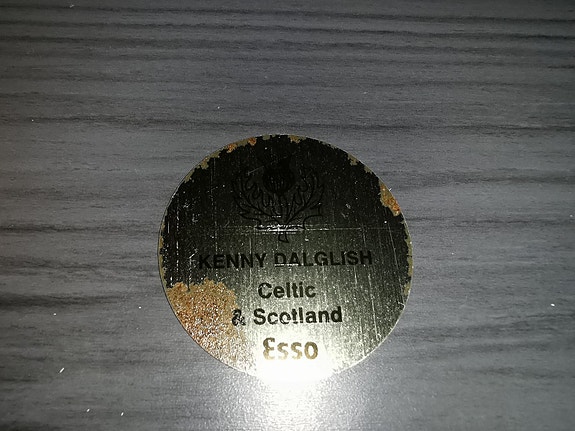 KENNY DALGLISH
Celtic
& Scotland
Esso